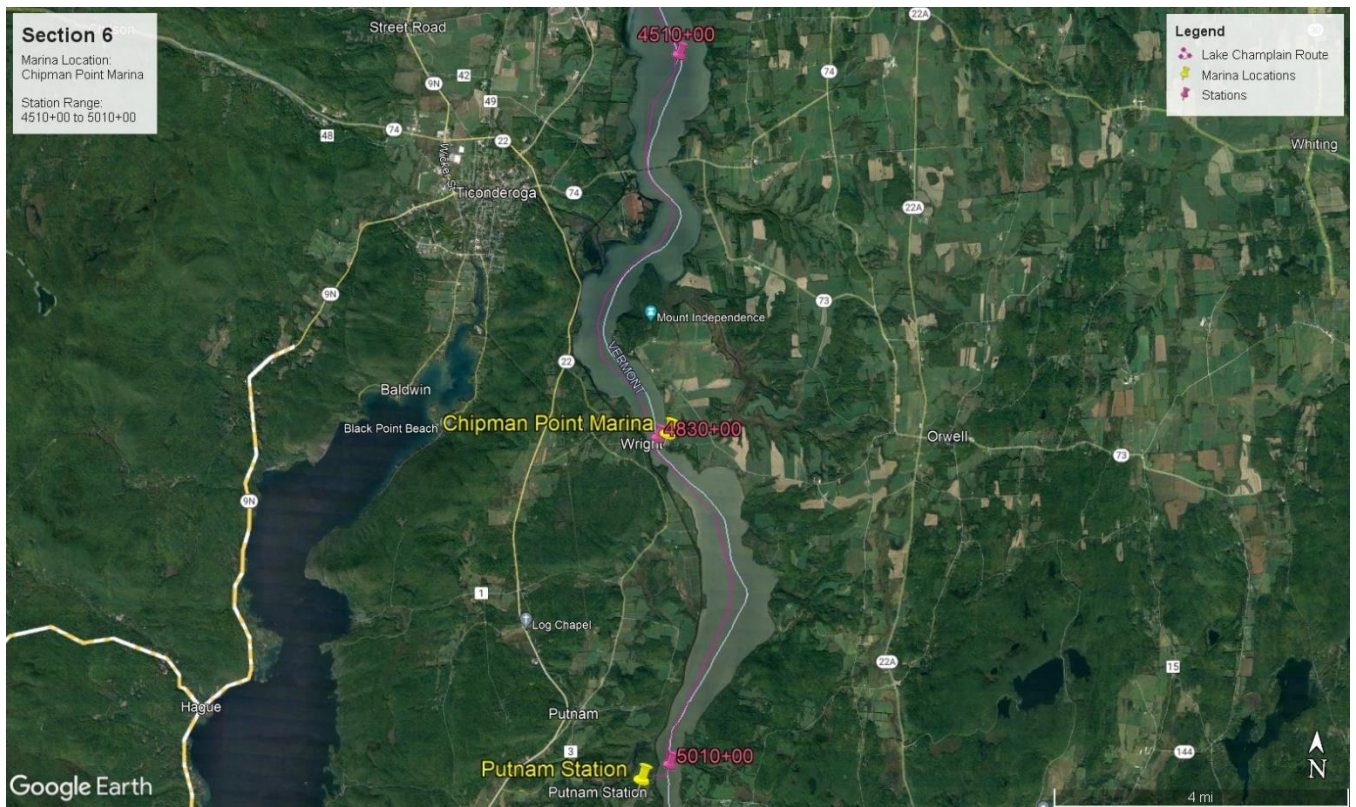 Section 6
Marina Location:
Chipman Point Marina
Station Range:
4510+00 to 5010+00
Street Road
4510+00
22A
Legend
Lake Champlain Route
Marina Locations
Stations
42
9N
49
74
74
48
74
22
Whiting
Wicker St
Ticonderoga
74
22A
9N
73
Mount Independence
22
VERMONT
Baldwin
Black Point Beach
Chipman Point Marina
4830+00
Wright
Orwell
73
9N
1
Log Chapel
22A
15
Hague
Putnam
3
144
5010+00
Putnam Station
Putnam Station
N
Google Earth
4 mi